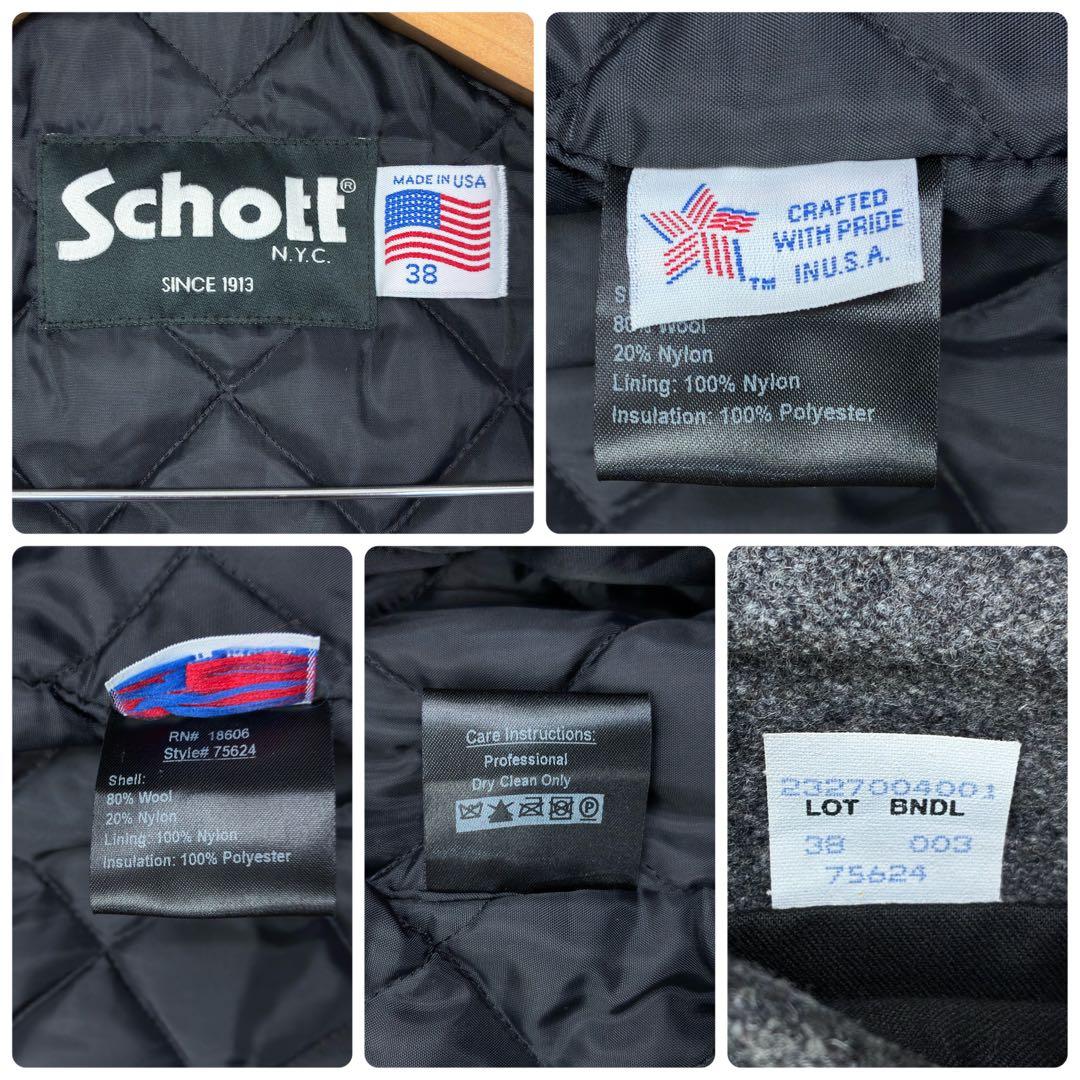 Schott®
N.Y.C.
SINCE 1913
MADE IN USA
38
CRAFTED
WITH PRIDE
IN U.S.A.
TM
80% Wool
20% Nylon
Lining: 100% Nylon
Insulation: 100% Polyester
RN# 18606
Style# 75624
Shell:
80% Wool
20% Nylon
Lining: 100% Nylon
Insulation: 100% Polyester
Care Instructions:
Professional
Dry Clean Only
P
2327004001
LOT BNDL
38 003
75624